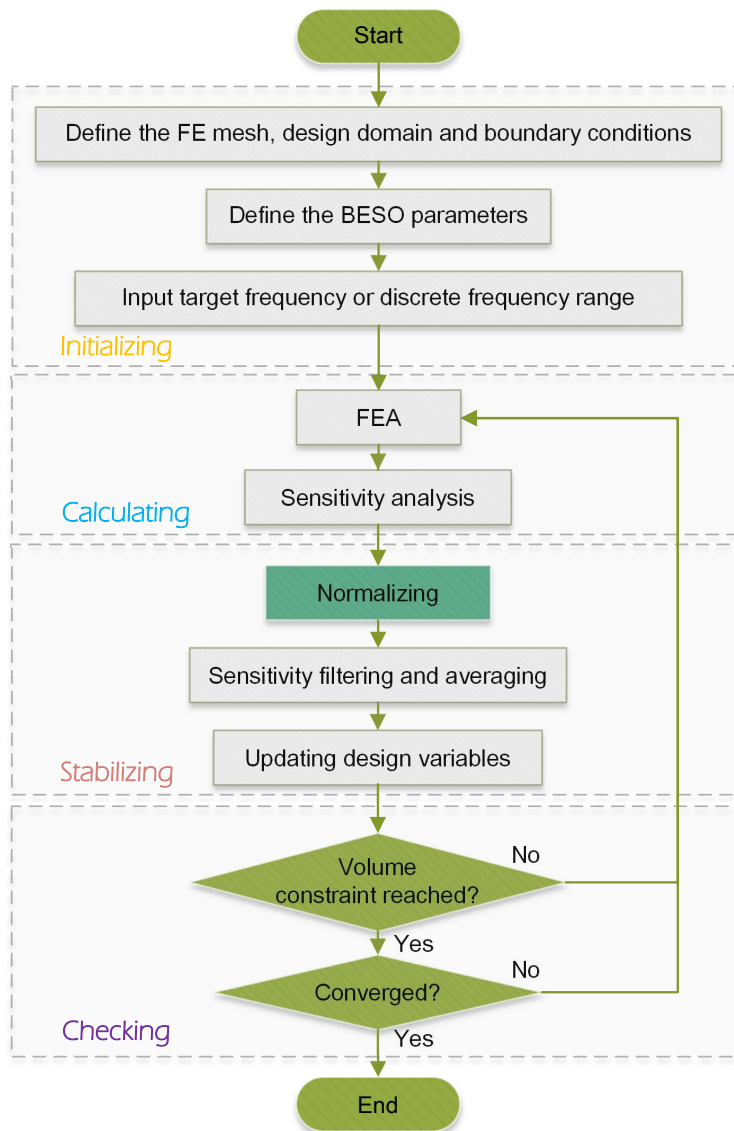 Start
Define the FE mesh, design domain and boundary conditions
Define the BESO parameters
Input target frequency or discrete frequency range
Initializing
FEA
Sensitivity analysis
Calculating
Normalizing
Sensitivity filtering and averaging
Updating design variables
Stabilizing
Volume
constraint reached?
No
Yes
Converged?
No
Yes
Checking
End